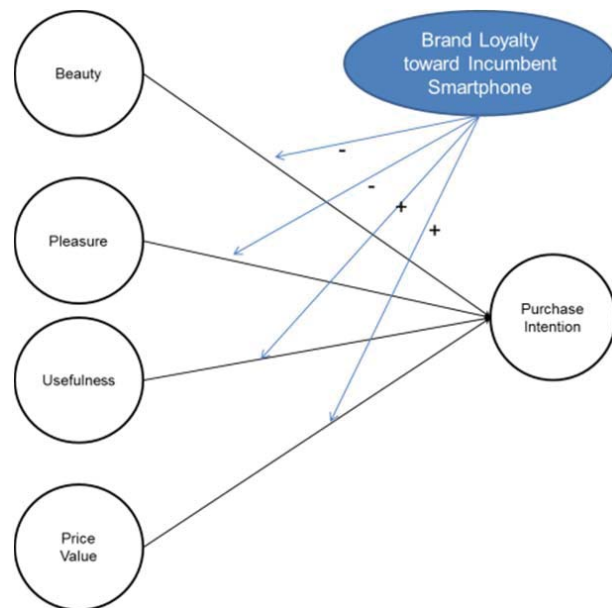 Brand Loyalty
toward Incumbent
Smartphone
Beauty
-
-
+
+
Pleasure
Purchase
Intention
Usefulness
Price
Value